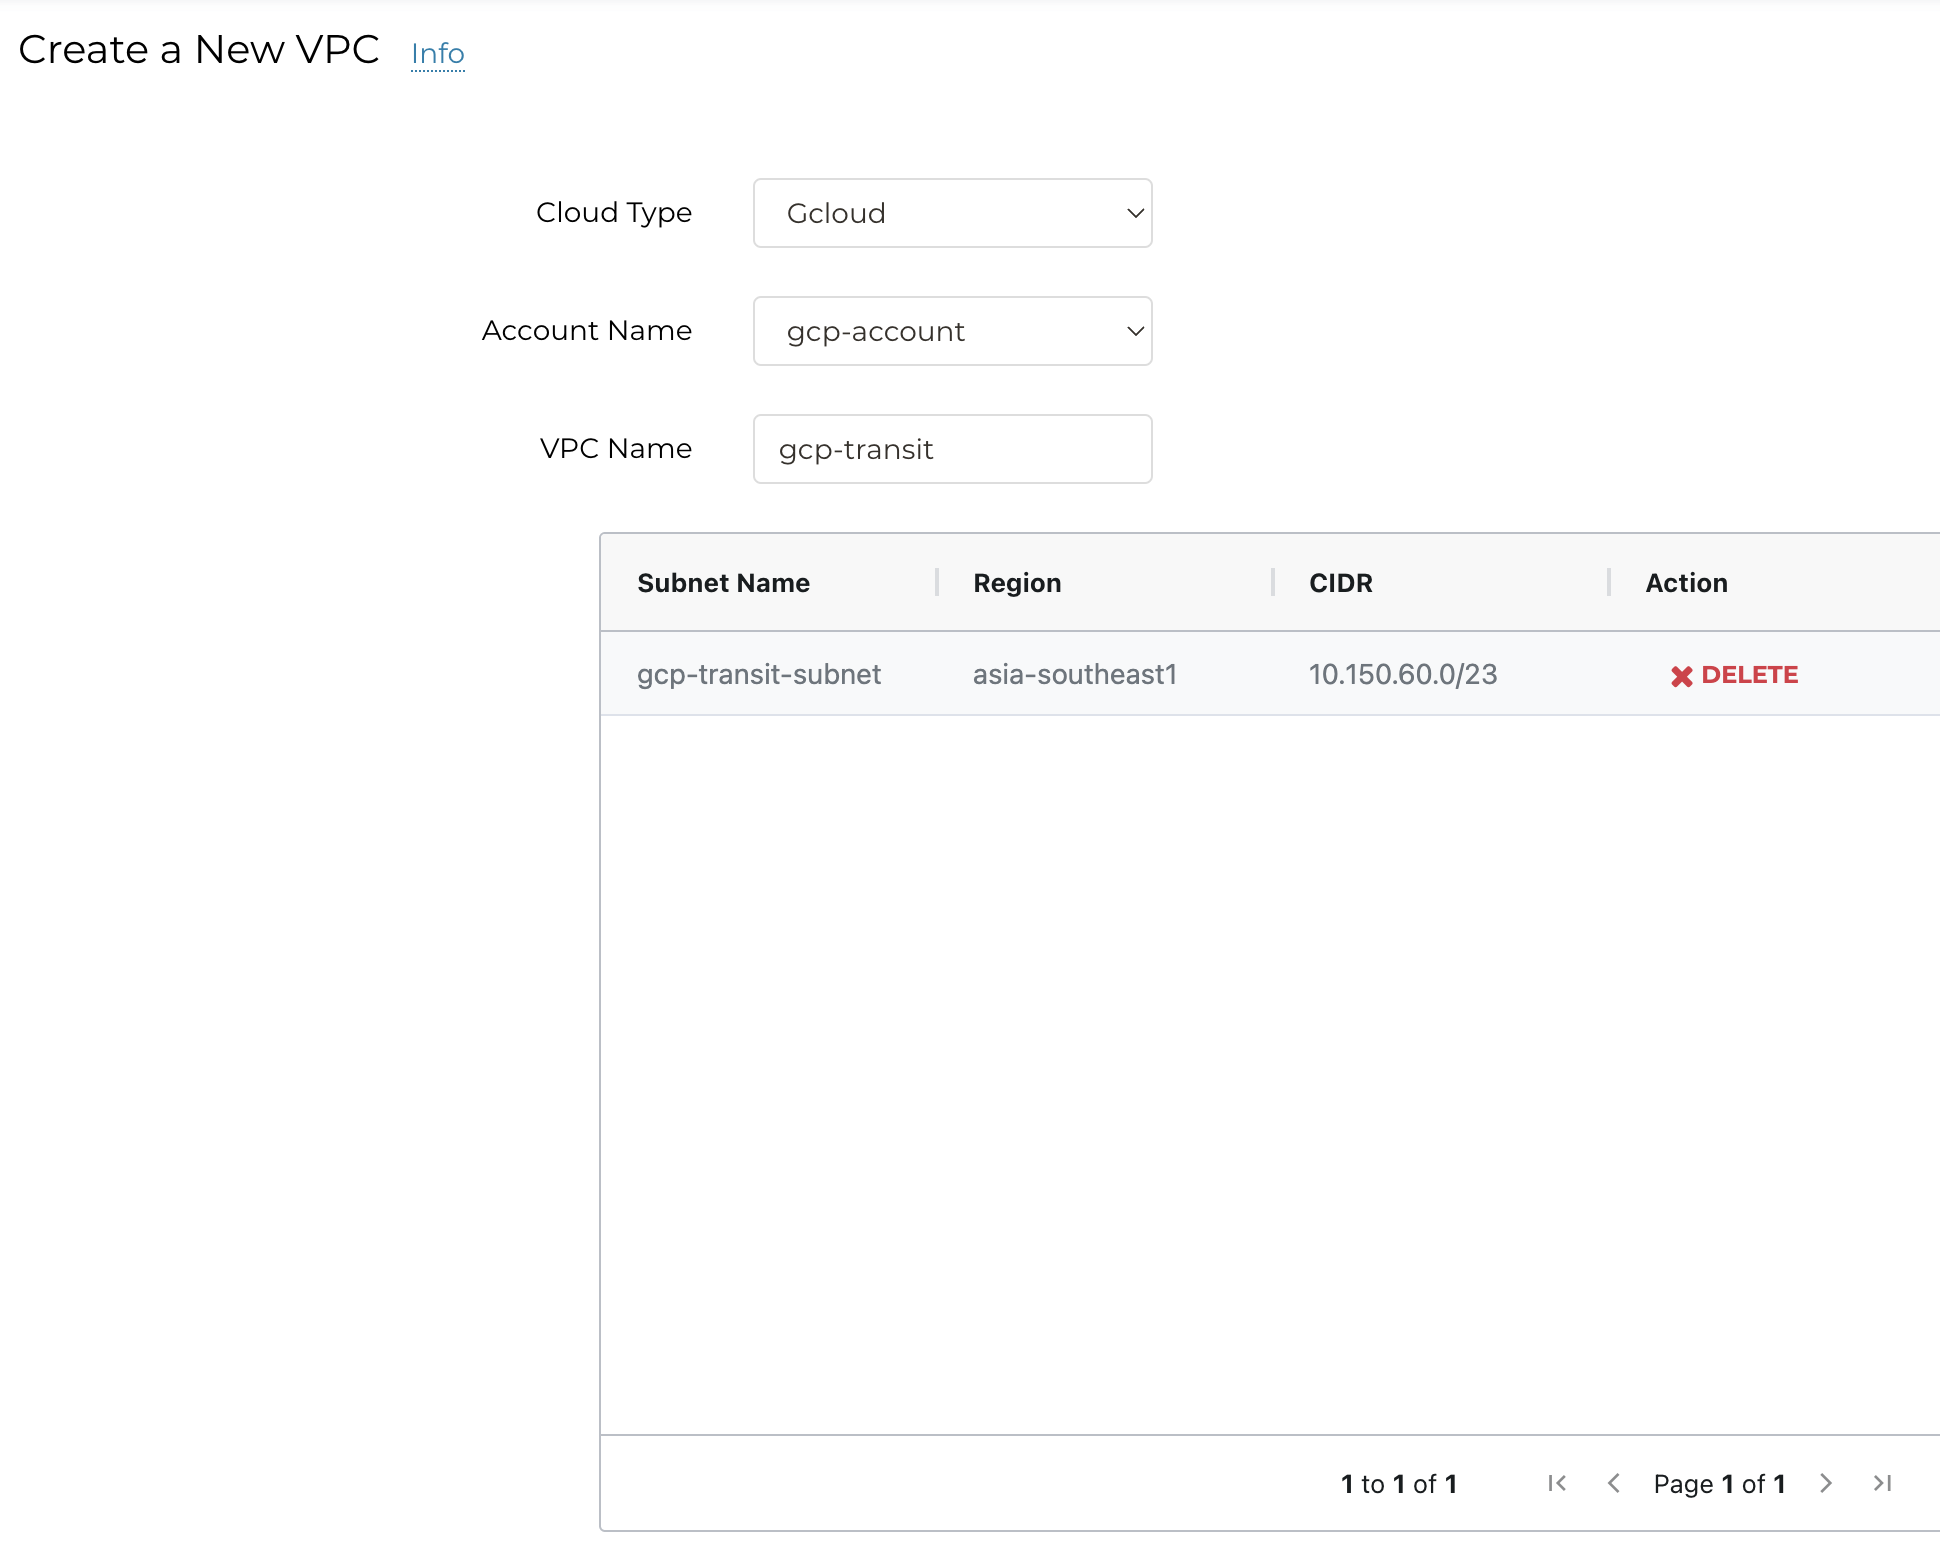 Create a New VPC Info
Cloud Type Gcloud
Account Name gcp-account
VPC Name gcp-transit
Subnet Name Region CIDR Action
gcp-transit-subnet asia-southeast1 10.150.60.0/23 DELETE
1 to 1 of 1 Page 1 of 1